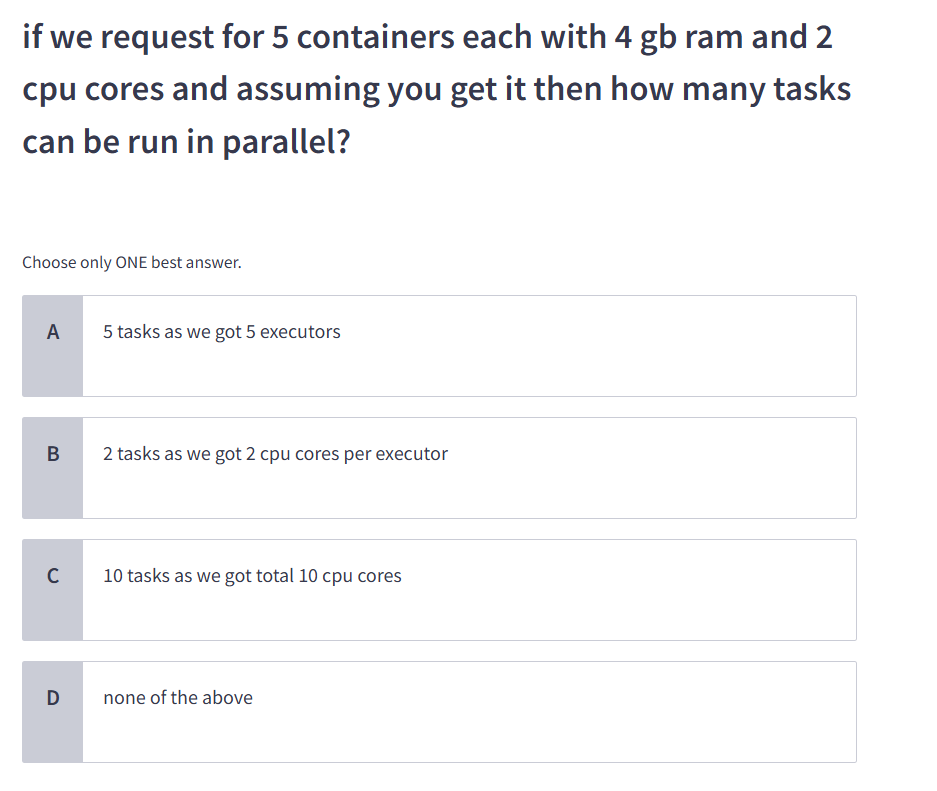 if we request for 5 containers each with 4 gb ram and 2
cpu cores and assuming you get it then how many tasks
can be run in parallel?
Choose only ONE best answer.
A
5 tasks as we got 5 executors
B
2 tasks as we got 2 cpu cores per executor
C
10 tasks as we got total 10 cpu cores
D
none of the above